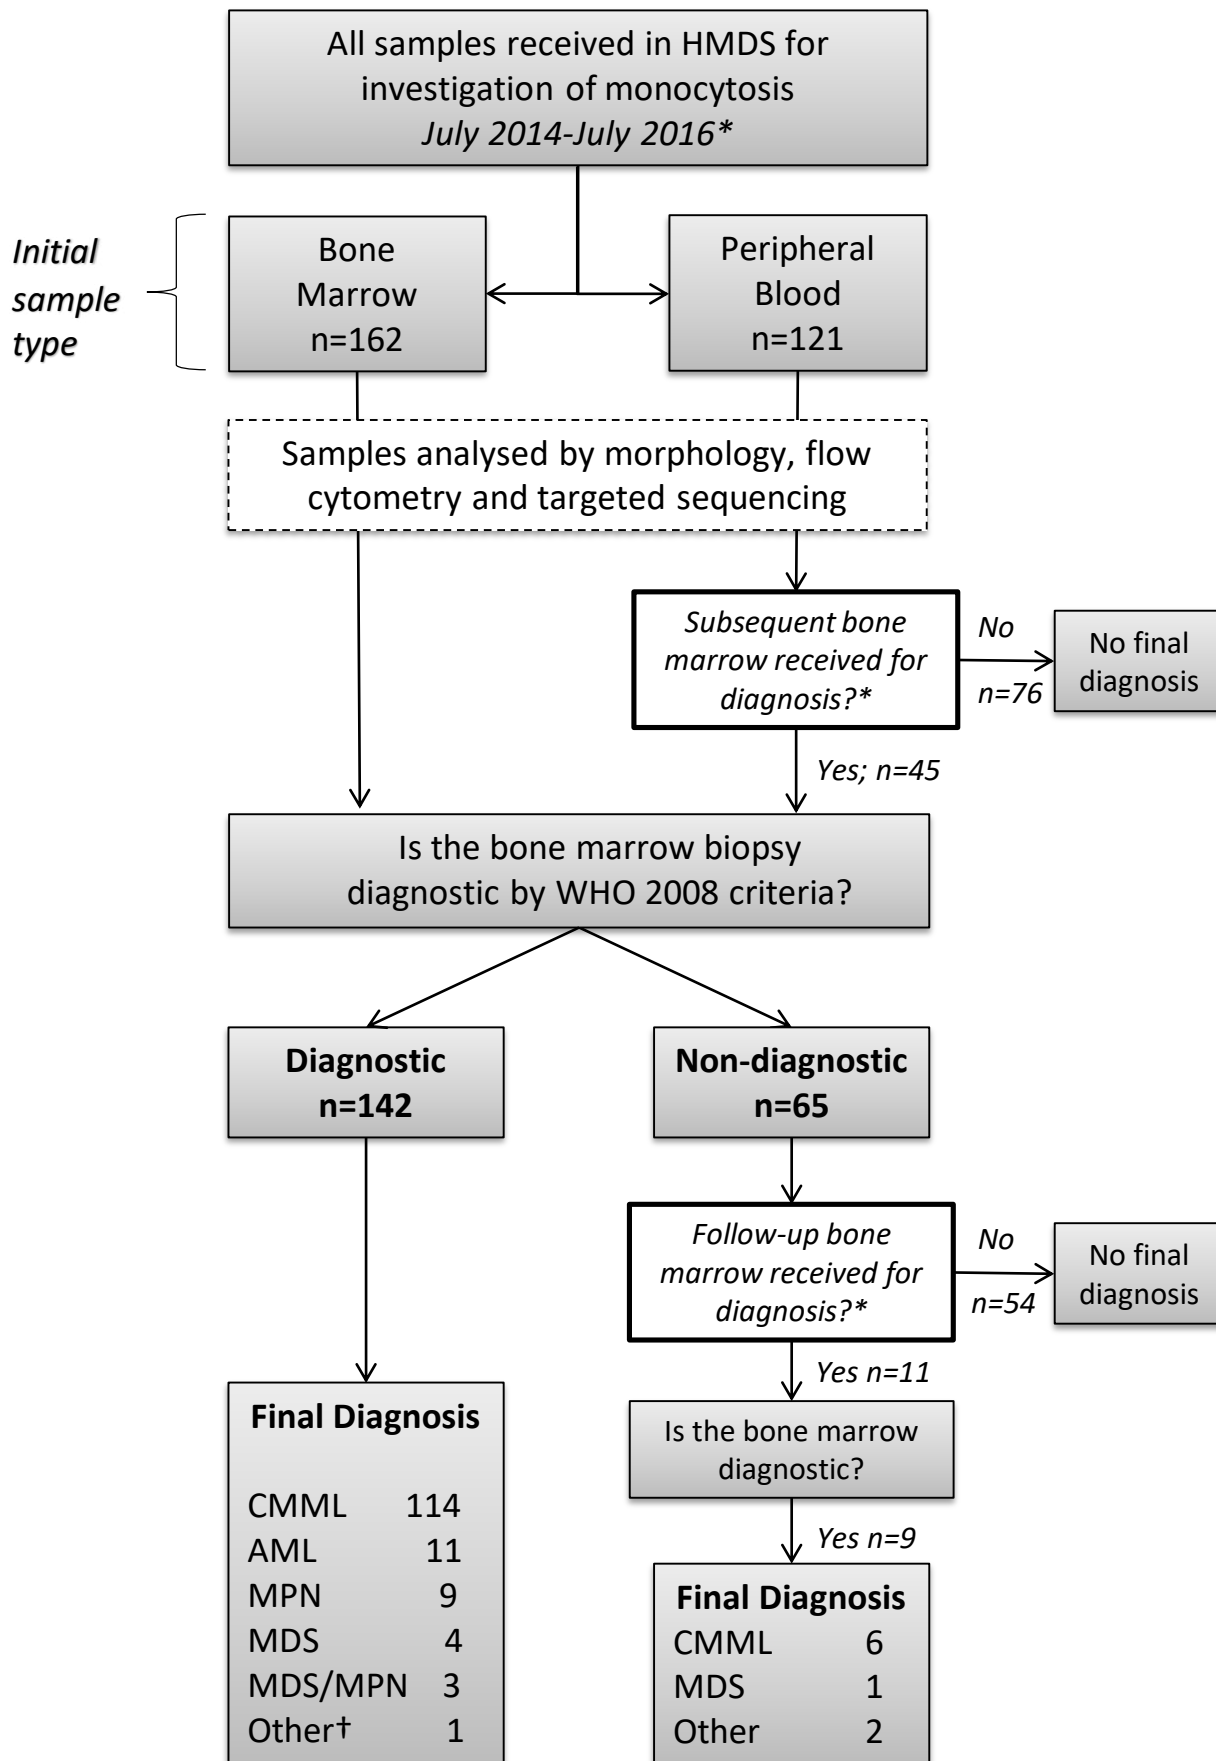 All samples received in HMDS for
investigation of monocytosis
July 2014-July 2016*
Initial
sample
type
Bone
Marrow
n=162
Peripheral
Blood
n=121
Samples analysed by morphology, flow
cytometry and targeted sequencing
Subsequent bone
marrow received for
diagnosis?*
No
n=76
No final
diagnosis
Yes; n=45
Is the bone marrow biopsy
diagnostic by WHO 2008 criteria?
Diagnostic
n=142
Non-diagnostic
n=65
Follow-up bone
marrow received for
diagnosis?*
No
n=54
No final
diagnosis
Yes n=11
Is the bone marrow
diagnostic?
Yes n=9
Final Diagnosis
CMML 114
AML 11
MPN 9
MDS 4
MDS/MPN 3
Other† 1
Final Diagnosis
CMML 6
MDS 1
Other 2